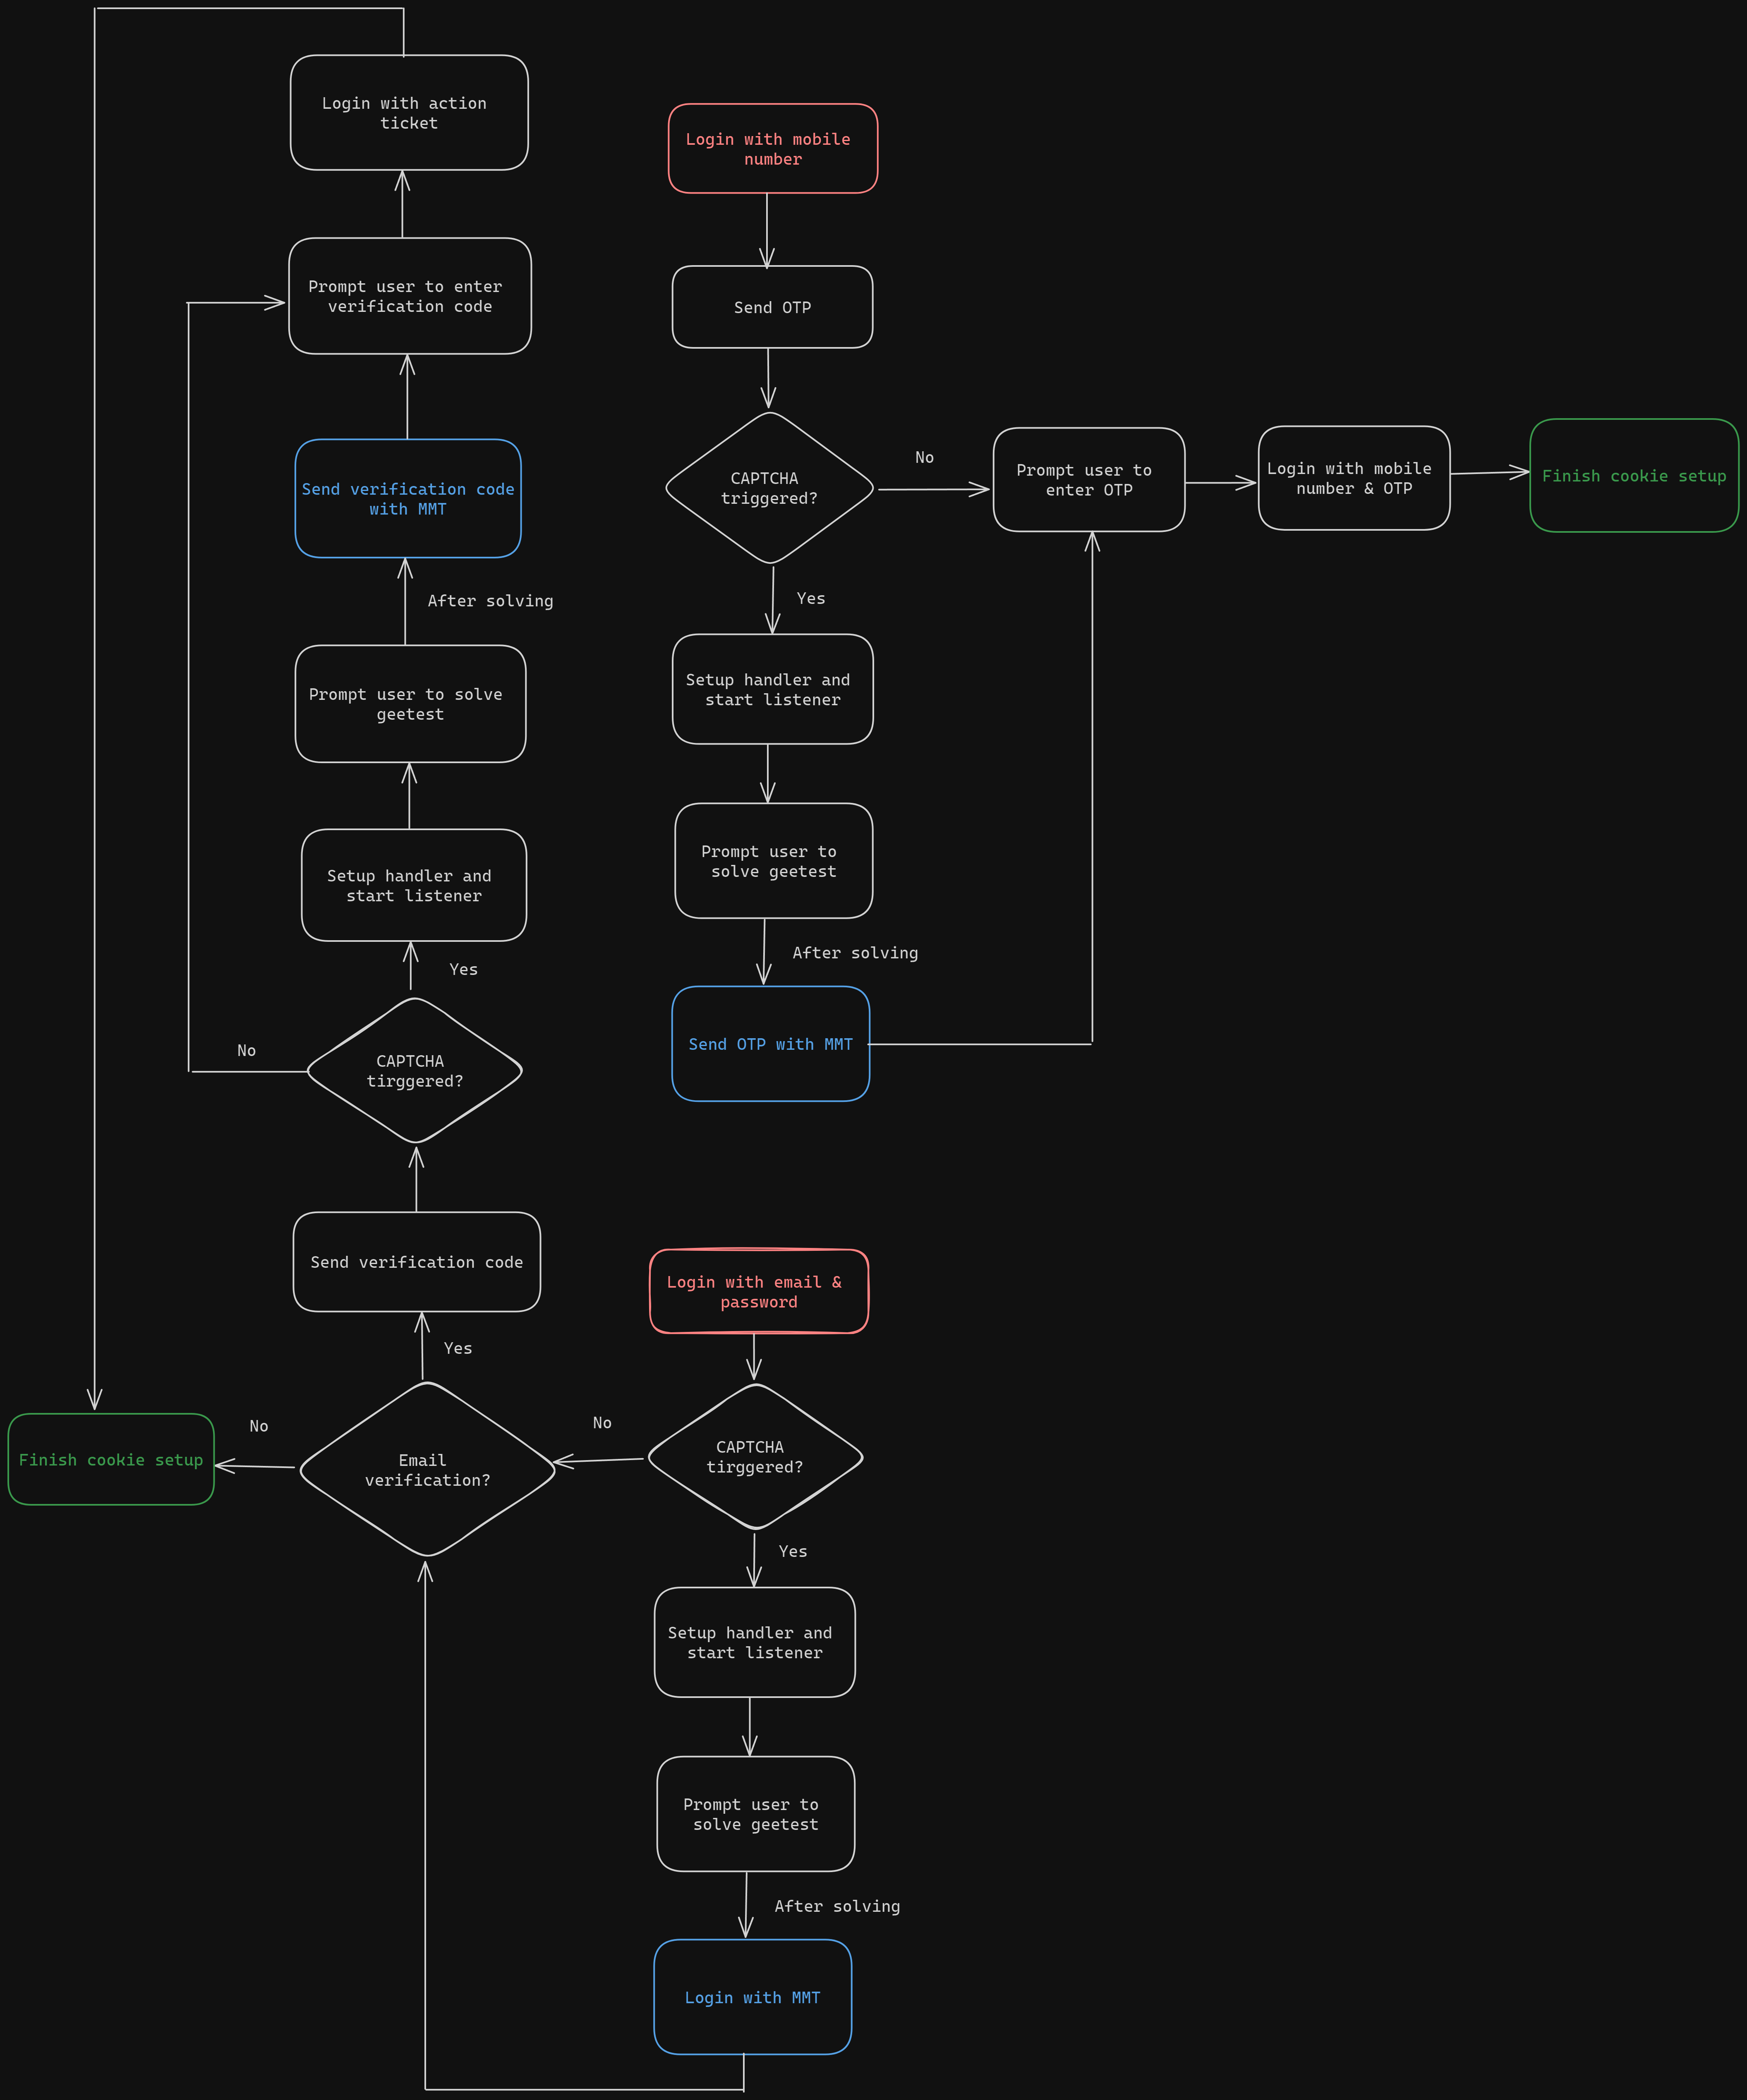 Login with action
ticket
Prompt user to enter
verification code
Send verification code
with MMT
After solving
Prompt user to solve
geetest
Setup handler and
start listener
Yes
No
CAPTCHA
tirggered?
Send verification code
Yes
Finish cookie setup
No
Email
verification?
No
Login with mobile
number
Send OTP
CAPTCHA
triggered?
No
Prompt user to
enter OTP
Login with mobile
number & OTP
Finish cookie setup
Yes
Setup handler and
start listener
Prompt user to
solve geetest
After solving
Send OTP with MMT
Login with email &
password
CAPTCHA
tirggered?
Yes
Setup handler and
start listener
Prompt user to
solve geetest
After solving
Login with MMT